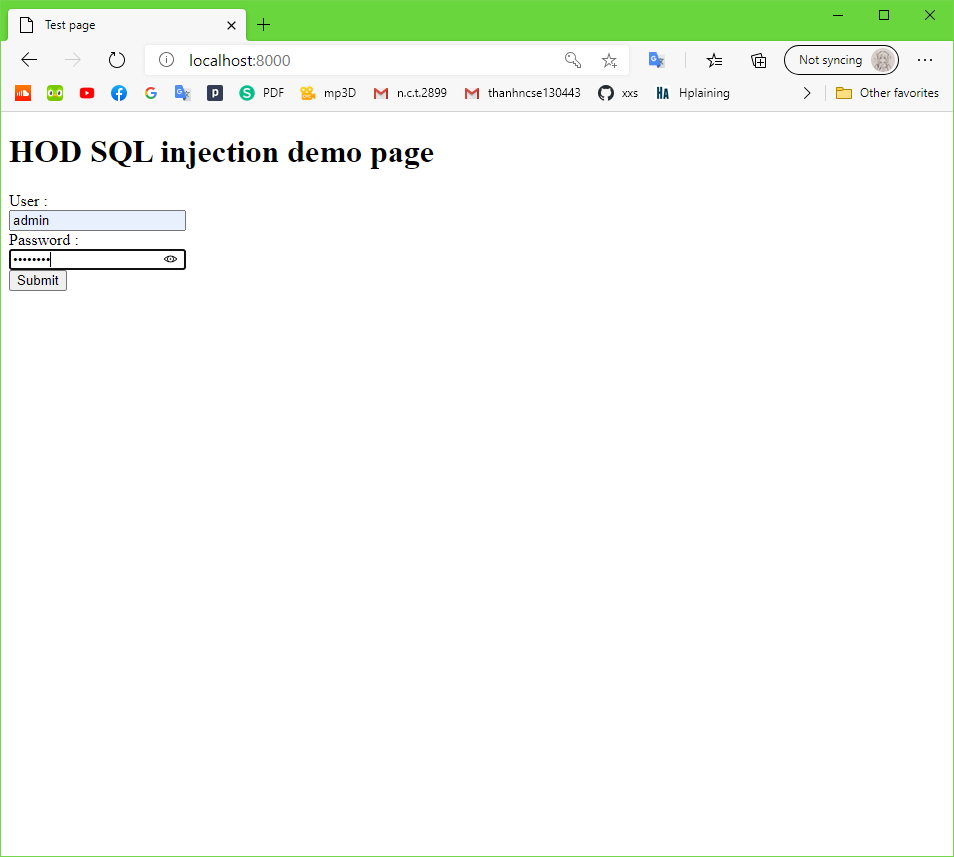 Test page
localhost:8000
Not syncing
PDF mp3D n.c.t.2899 thanhncse130443 xxs HA Hplaining Other favorites
HOD SQL injection demo page
User :
admin
Password :
••••••••
Submit